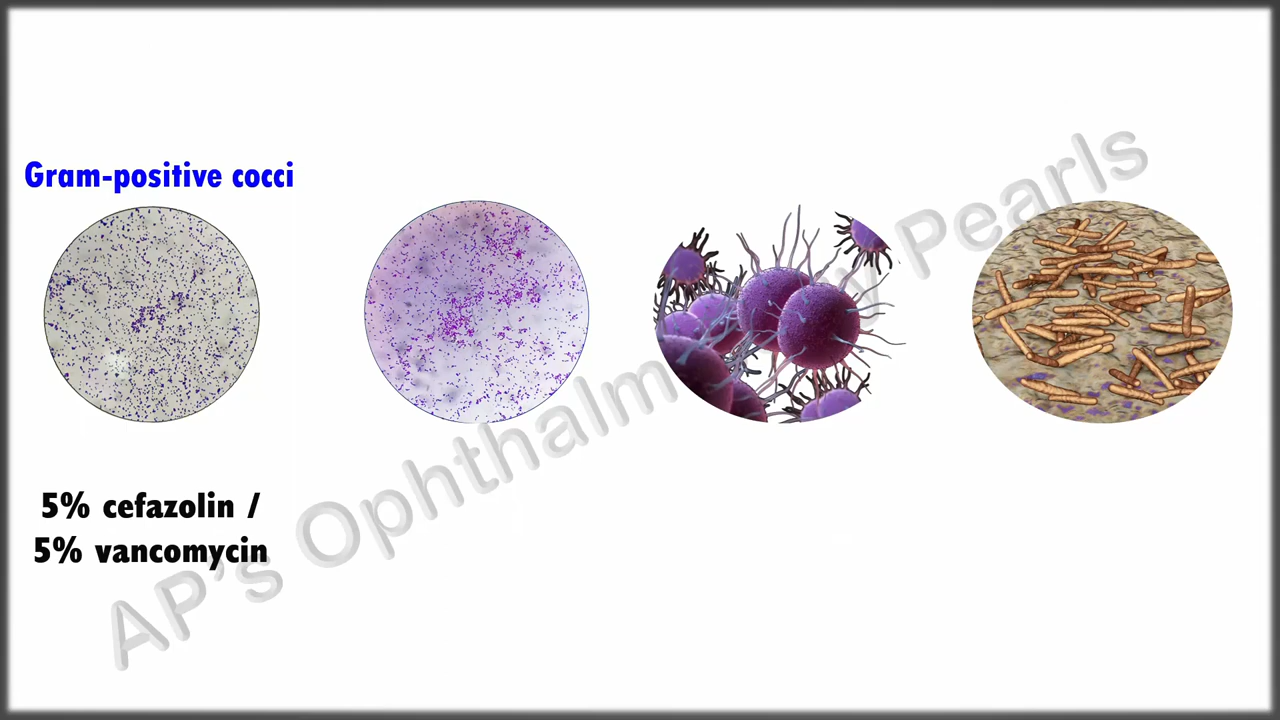 Gram-positive cocci
5% cefazolin /
5% vancomycin
AP's Ophthalmology Pearls